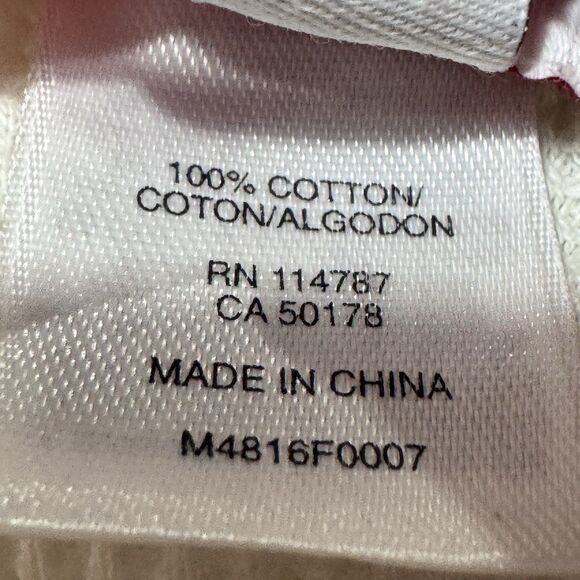 100% COTTON/
COTON/ALGODON
RN 114787
CA 50178
MADE IN CHINA
M4816F0007